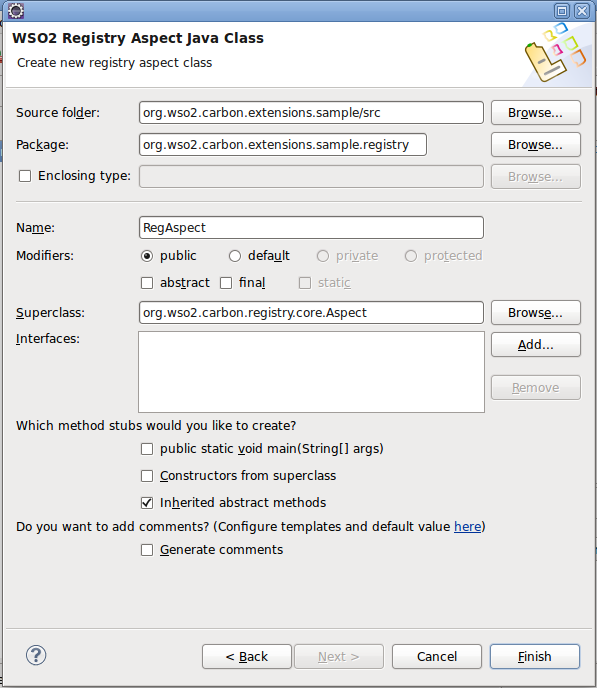 WSO2 Registry Aspect Java Class
Create new registry aspect class
Source folder: org.wso2.carbon.extensions.sample/src Browse...
Package: org.wso2.carbon.extensions.sample.registry Browse...
Enclosing type: Browse...
Name: RegAspect
Modifiers: public default private protected
abstract final static
Superclass: org.wso2.carbon.registry.core.Aspect Browse...
Interfaces: Add...
Remove
Which method stubs would you like to create?
public static void main(String[] args)
Constructors from superclass
Inherited abstract methods
Do you want to add comments? (Configure templates and default value here)
Generate comments
? < Back Next > Cancel Finish